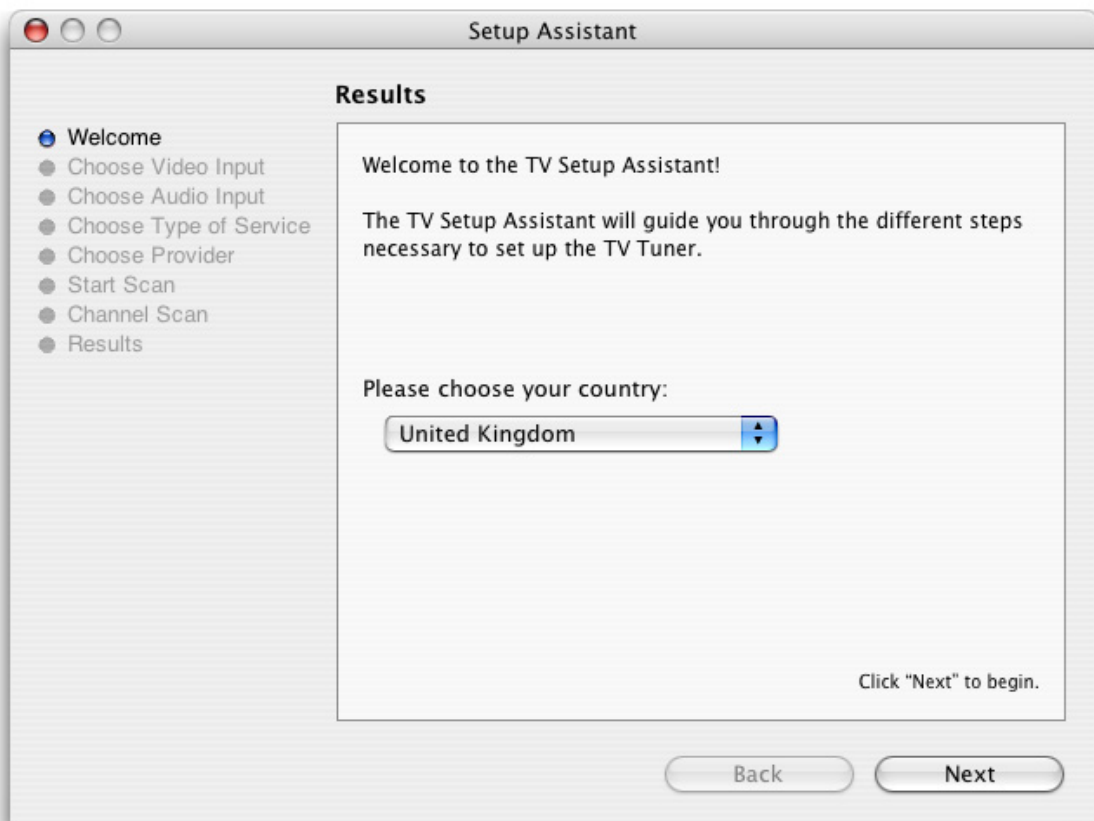 Setup Assistant
Results
Welcome
Choose Video Input
Choose Audio Input
Choose Type of Service
Choose Provider
Start Scan
Channel Scan
Results
Welcome to the TV Setup Assistant!
The TV Setup Assistant will guide you through the different steps
necessary to set up the TV Tuner.
Please choose your country:
United Kingdom
Click “Next” to begin.
Back
Next